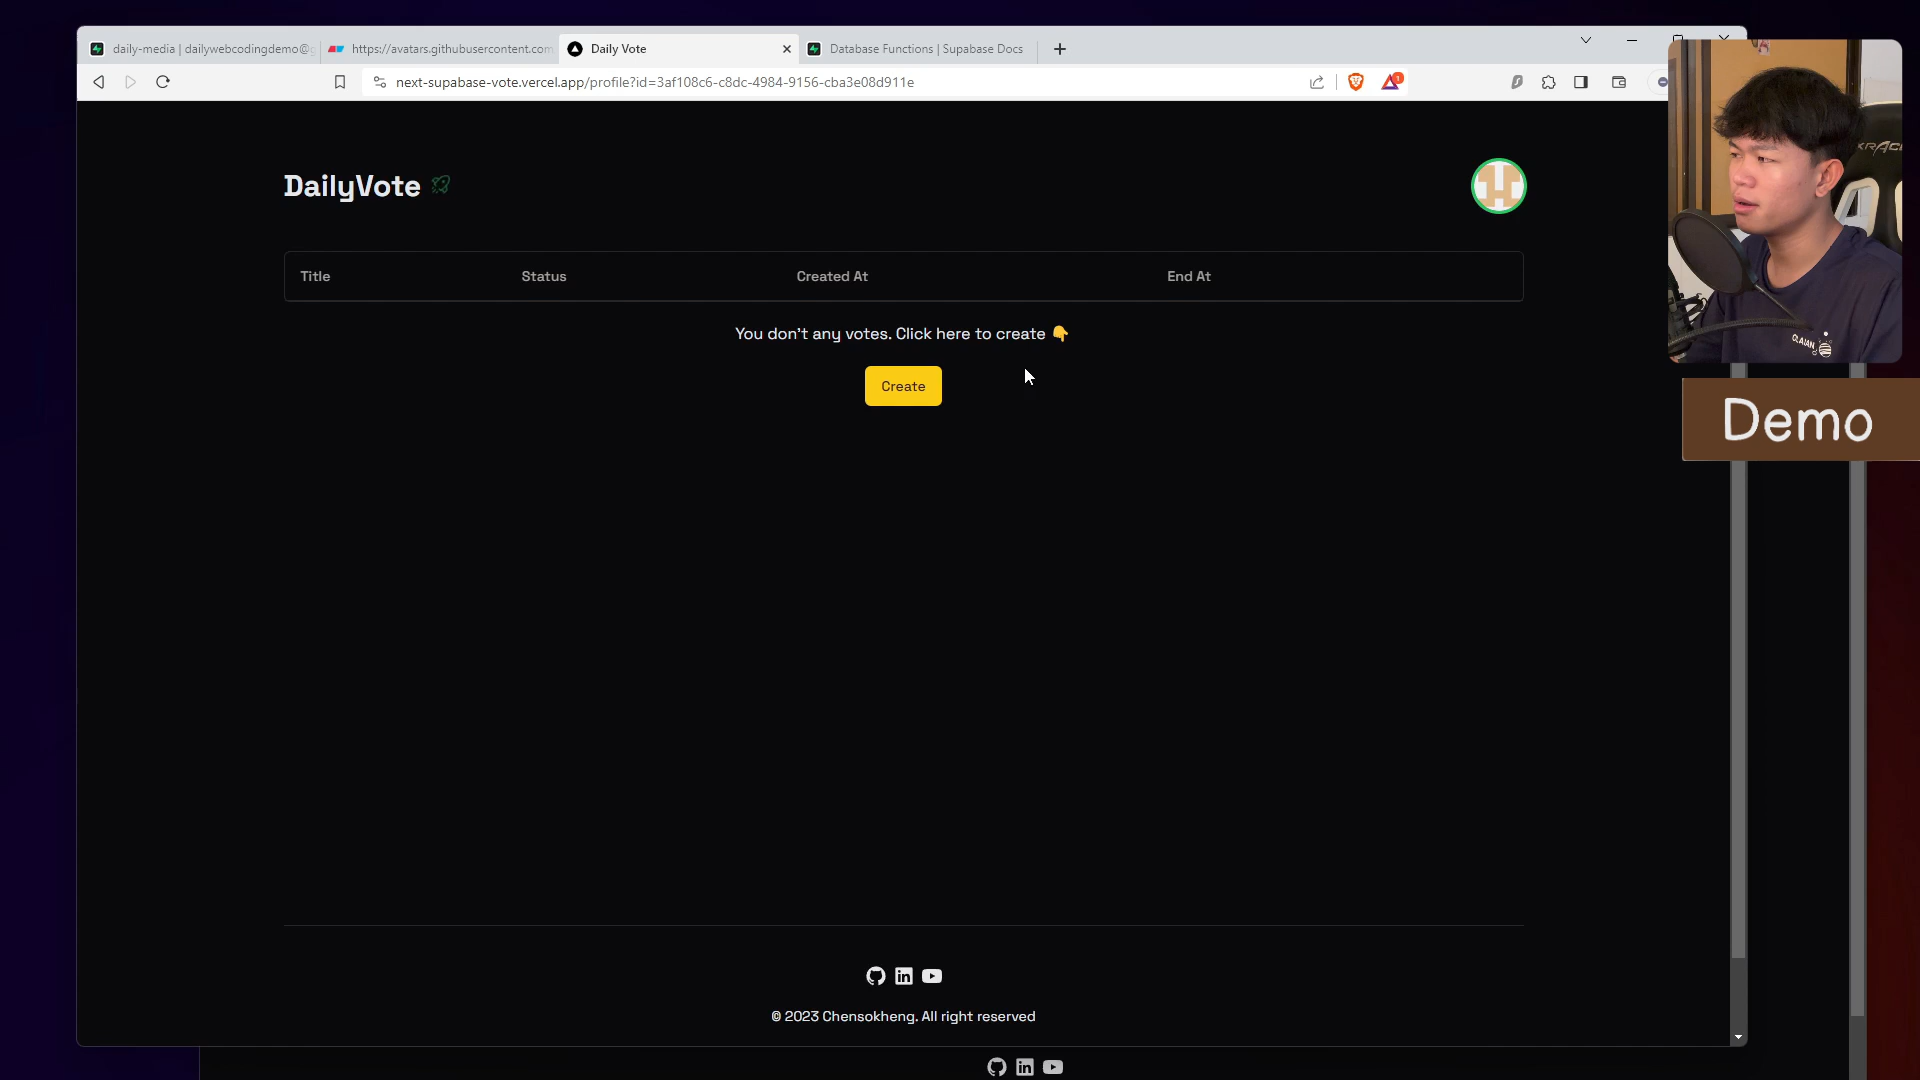 daily-media | dailywebcodingdemo@g
https://avatars.githubusercontent.com
Daily Vote
Database Functions | Supabase Docs
next-supabase-vote.vercel.app/profile?id=3af108c6-c8dc-4984-9156-cba3e08d911e
1
DailyVote
Title
Status
Created At
End At
You don't any votes. Click here to create 👇
Create
Demo
© 2023 Chensokheng. All right reserved